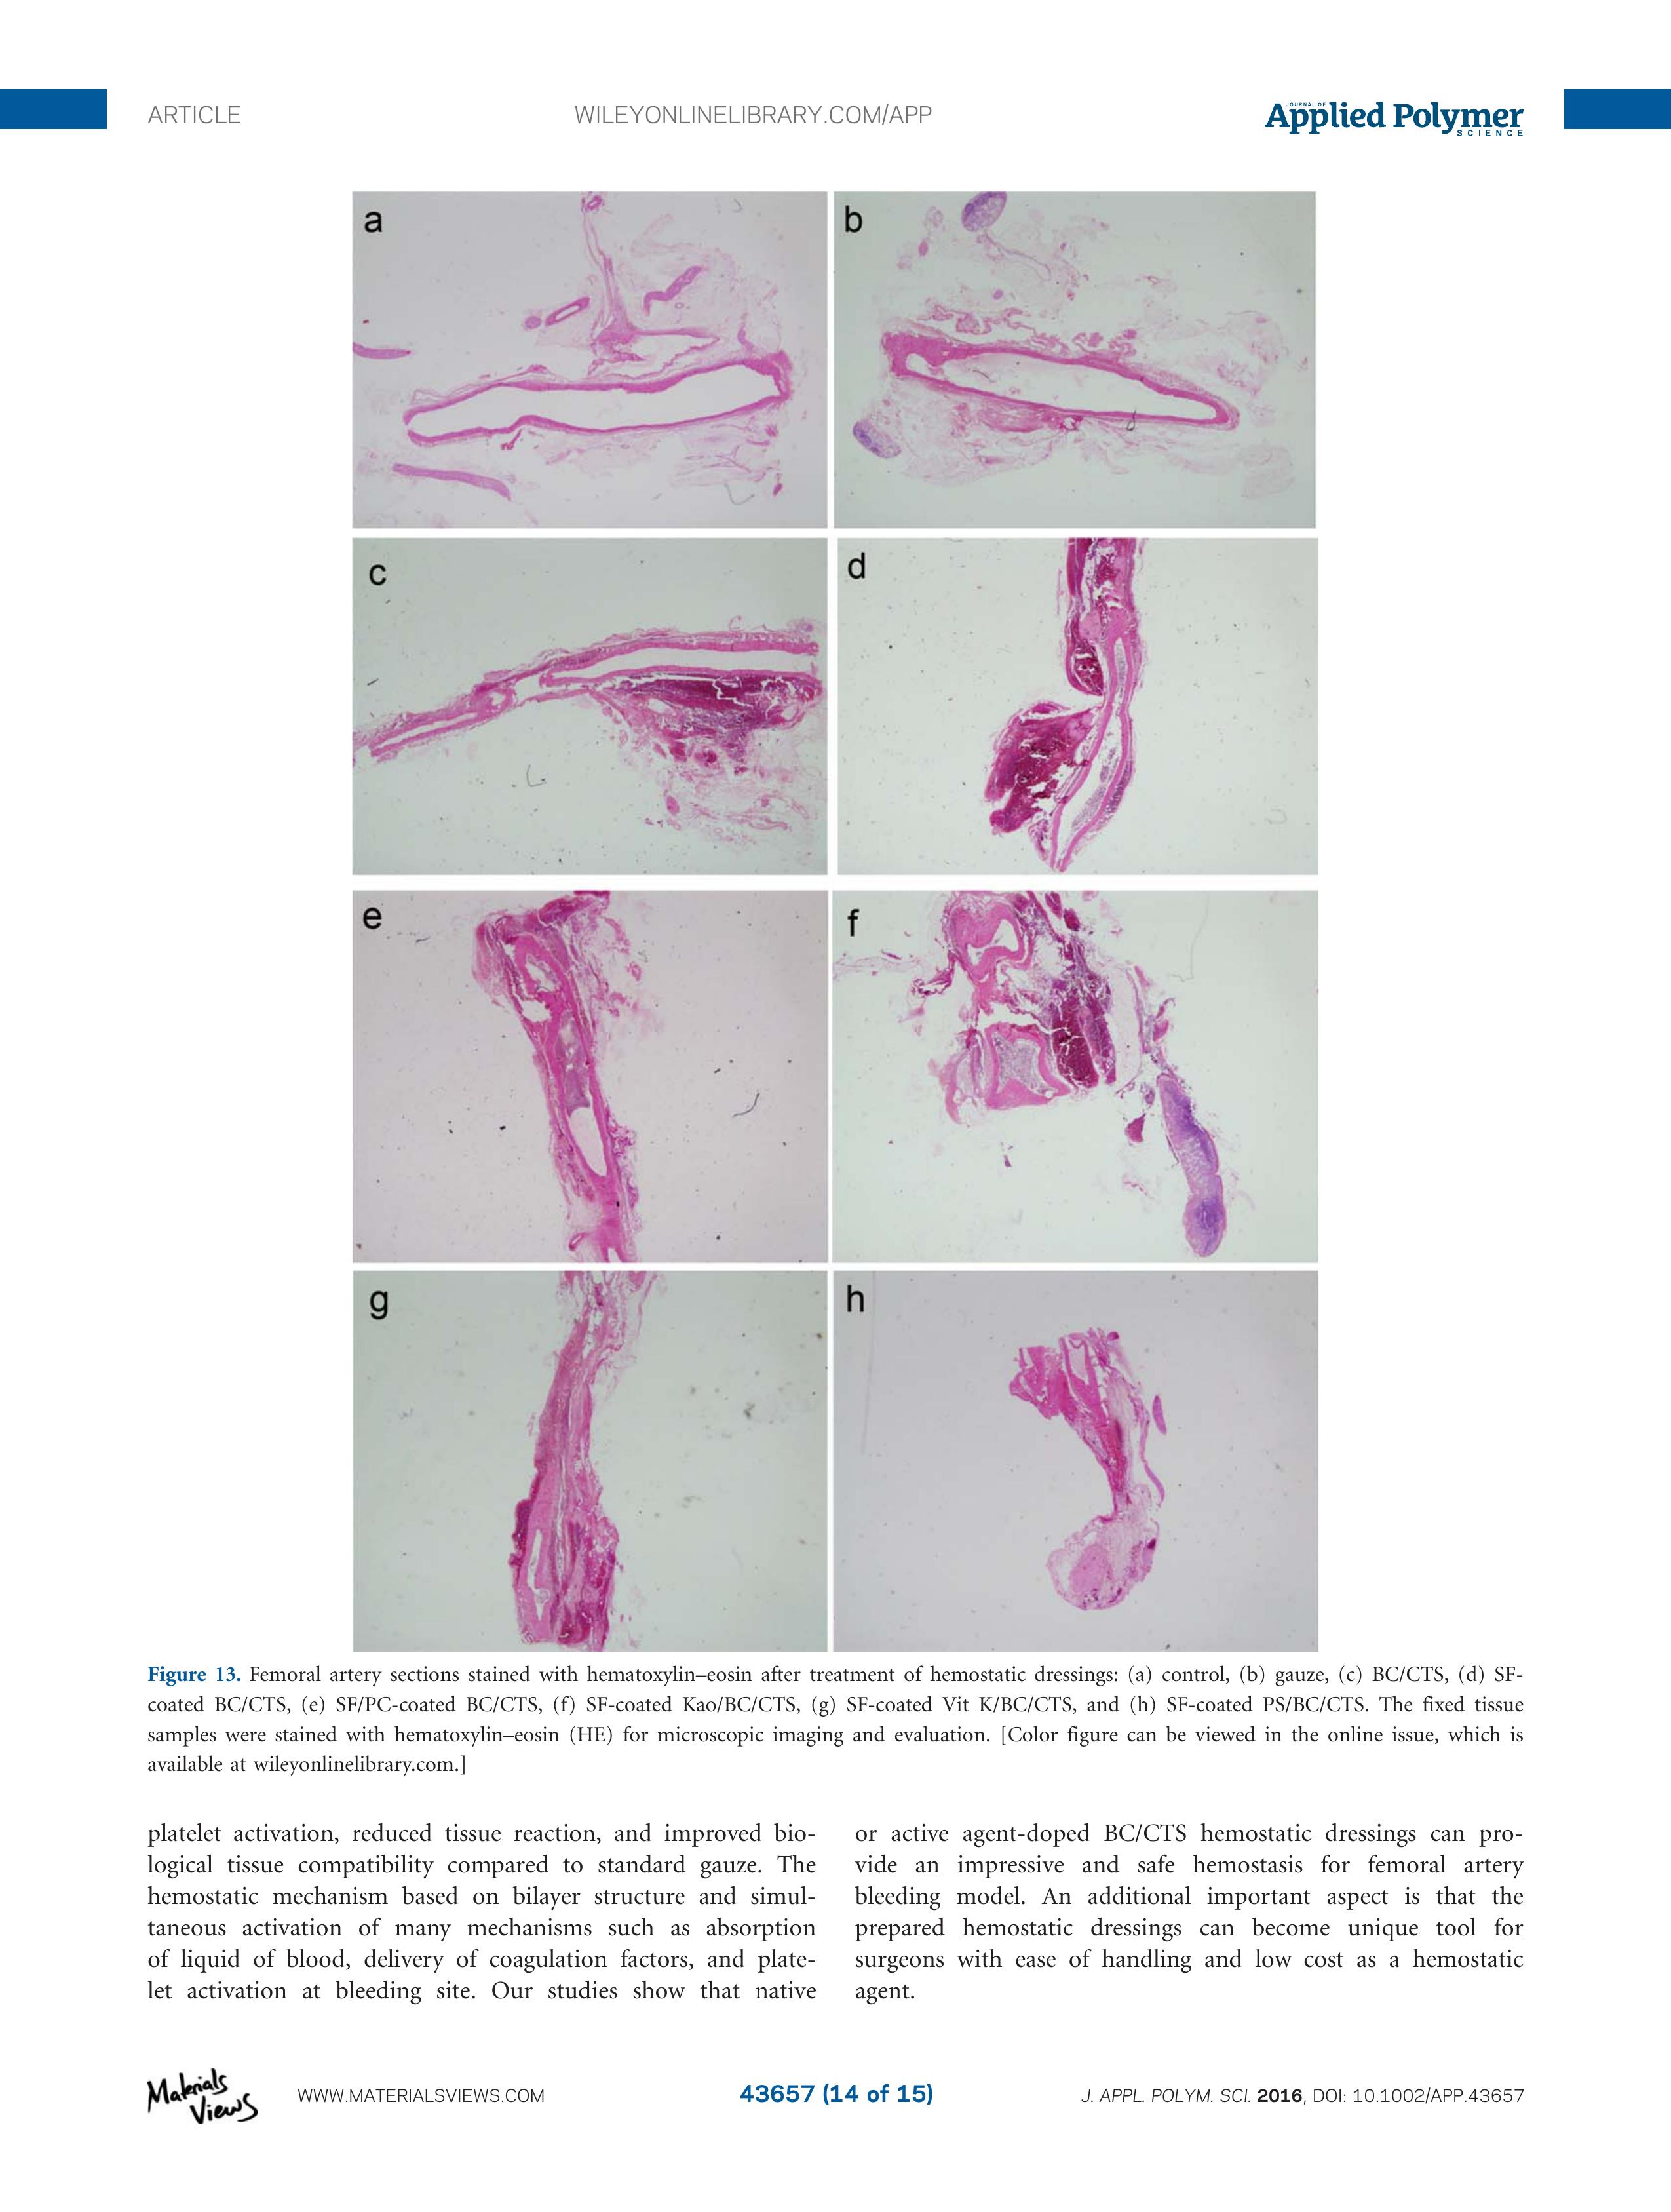 ARTICLE
WILEYONLINELIBRARY.COM/APP
JOURNAL OF
Applied Polymer
SCIENCE
a
b
c
d
e
f
g
h
Figure 13. Femoral artery sections stained with hematoxylin–eosin after treatment of hemostatic dressings: (a) control, (b) gauze, (c) BC/CTS, (d) SF-
coated BC/CTS, (e) SF/PC-coated BC/CTS, (f) SF-coated Kao/BC/CTS, (g) SF-coated Vit K/BC/CTS, and (h) SF-coated PS/BC/CTS. The fixed tissue
samples were stained with hematoxylin–eosin (HE) for microscopic imaging and evaluation. [Color figure can be viewed in the online issue, which is
available at wileyonlinelibrary.com.]
platelet activation, reduced tissue reaction, and improved bio-
logical tissue compatibility compared to standard gauze. The
hemostatic mechanism based on bilayer structure and simul-
taneous activation of many mechanisms such as absorption
of liquid of blood, delivery of coagulation factors, and plate-
let activation at bleeding site. Our studies show that native
or active agent-doped BC/CTS hemostatic dressings can pro-
vide an impressive and safe hemostasis for femoral artery
bleeding model. An additional important aspect is that the
prepared hemostatic dressings can become unique tool for
surgeons with ease of handling and low cost as a hemostatic
agent.
Materials
Views
WWW.MATERIALSVIEWS.COM
43657 (14 of 15)
J. APPL. POLYM. SCI. 2016, DOI: 10.1002/APP.43657